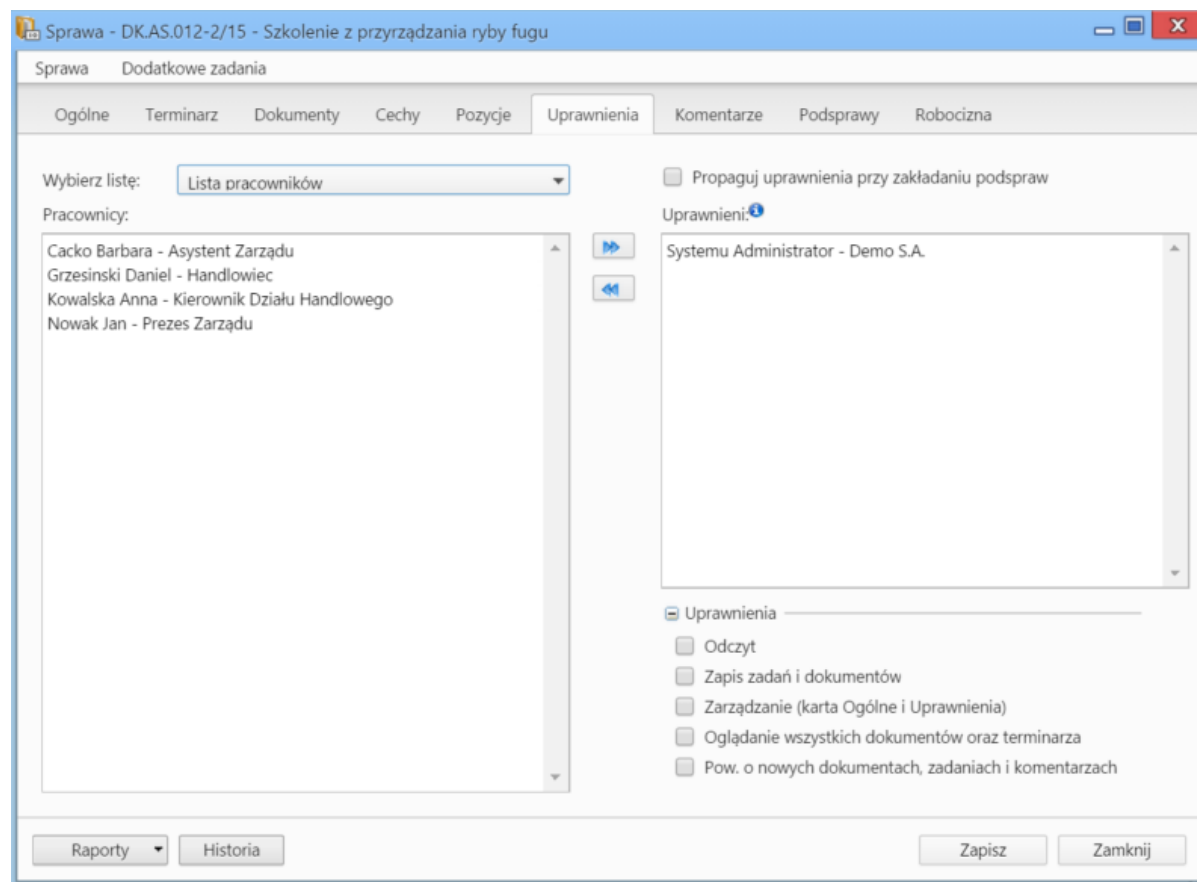 Sprawa - DK.AS.012-2/15 - Szkolenie z przyrządzania ryby fugu
Sprawa Dodatkowe zadania
Ogólne Terminarz Dokumenty Cechy Pozycje Uprawnienia Komentarze Podsprawy Robocizna
Wybierz listę: Lista pracowników
Propaguj uprawnienia przy zakładaniu podspraw
Pracownicy:
Cacko Barbara - Asystent Zarządu
Grzesinski Daniel - Handlowiec
Kowalska Anna - Kierownik Działu Handlowego
Nowak Jan - Prezes Zarządu
Uprawnieni:
Systemu Administrator - Demo S.A.
Uprawnienia
Odczyt
Zapis zadań i dokumentów
Zarządzanie (karta Ogólne i Uprawnienia)
Oglądanie wszystkich dokumentów oraz terminarza
Pow. o nowych dokumentach, zadaniach i komentarzach
Raporty Historia Zapisz Zamknij